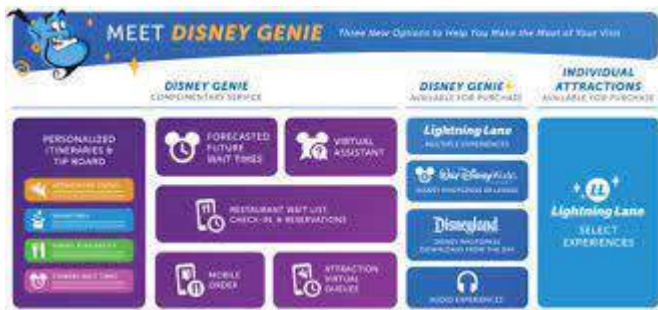 MEET DISNEY GENIE
Three New Options to Help You Make the Most of Your Visit
DISNEY GENIE
COMPLIMENTARY SERVICE
DISNEY GENIE+
AVAILABLE FOR PURCHASE
INDIVIDUAL
ATTRACTIONS
AVAILABLE FOR PURCHASE
PERSONALIZED
ITINERARIES &
TIP BOARD
FORECASTED
FUTURE
WAIT TIMES
VIRTUAL
ASSISTANT
RESTAURANT WAIT LIST,
CHECK-IN & RESERVATIONS
MOBILE
ORDER
ATTRACTION
VIRTUAL
QUEUES
Lightning Lane
MULTIPLE EXPERIENCES
Walt Disney World
Disneyland
DISNEY PHOTOPASS
AUDIO EXPERIENCES
LL
Lightning Lane
SELECT
EXPERIENCES